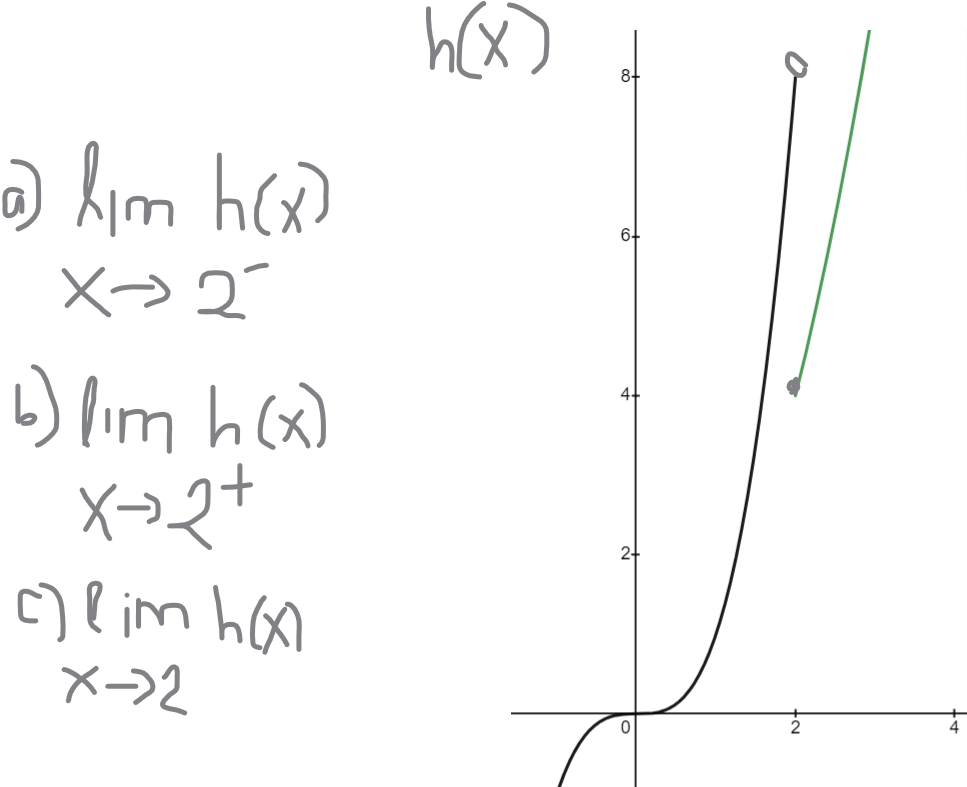 h(x)
a) lim h(x)
x→2⁻
b) lim h(x)
x→2⁺
c) lim h(x)
x→2
8
6
4
2
0
2
4